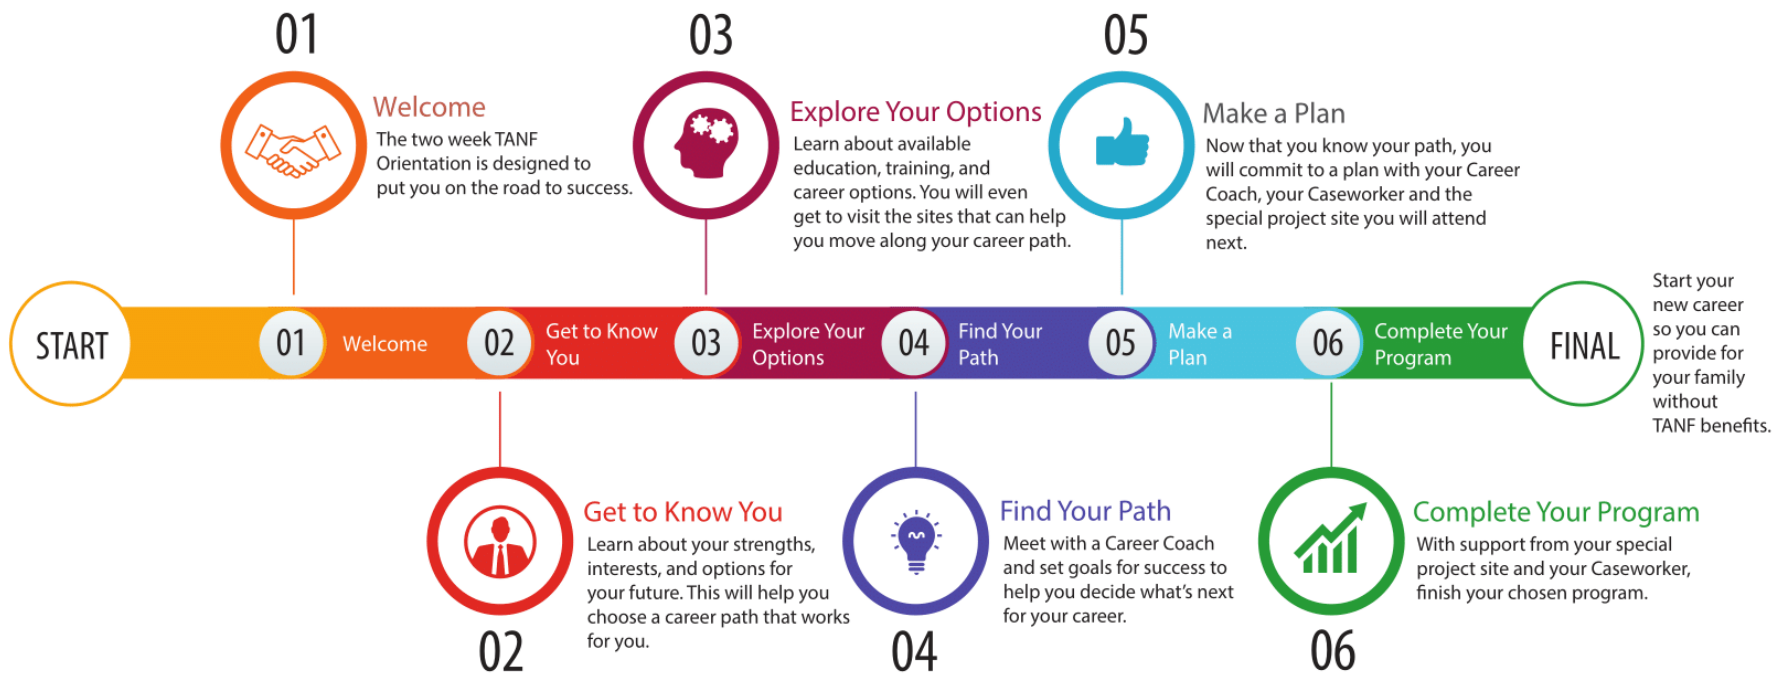 01
Welcome
The two week TANF
Orientation is designed to
put you on the road to success.
03
Explore Your Options
Learn about available
education, training, and
career options. You will even
get to visit the sites that can help
you move along your career path.
05
Make a Plan
Now that you know your path, you
will commit to a plan with your Career
Coach, your Caseworker and the
special project site you will attend
next.
START
01
Welcome
02
Get to Know
You
03
Explore Your
Options
04
Find Your
Path
05
Make a
Plan
06
Complete Your
Program
FINAL
Start your
new career
so you can
provide for
your family
without
TANF benefits.
Get to Know You
Learn about your strengths,
interests, and options for
your future. This will help you
choose a career path that works
for you.
02
Find Your Path
Meet with a Career Coach
and set goals for success to
help you decide what's next
for your career.
04
Complete Your Program
With support from your special
project site and your Caseworker,
finish your chosen program.
06